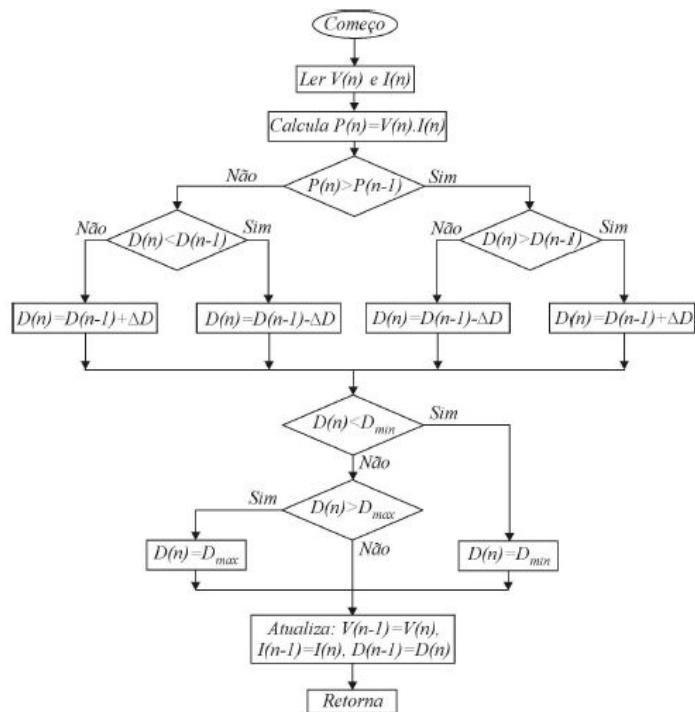 Começo
Ler V(n) e I(n)
Calcula P(n)=V(n).I(n)
Não
P(n)>P(n-1)
Sim
Não
D(n)<D(n-1)
Sim
Não
D(n)>D(n-1)
Sim
D(n)=D(n-1)+ΔD
D(n)=D(n-1)-ΔD
D(n)=D(n-1)-ΔD
D(n)=D(n-1)+ΔD
D(n)<Dmin
Sim
Não
Sim
D(n)>Dmax
Não
D(n)=Dmax
D(n)=Dmin
Atualiza: V(n-1)=V(n),
I(n-1)=I(n), D(n-1)=D(n)
Retorna